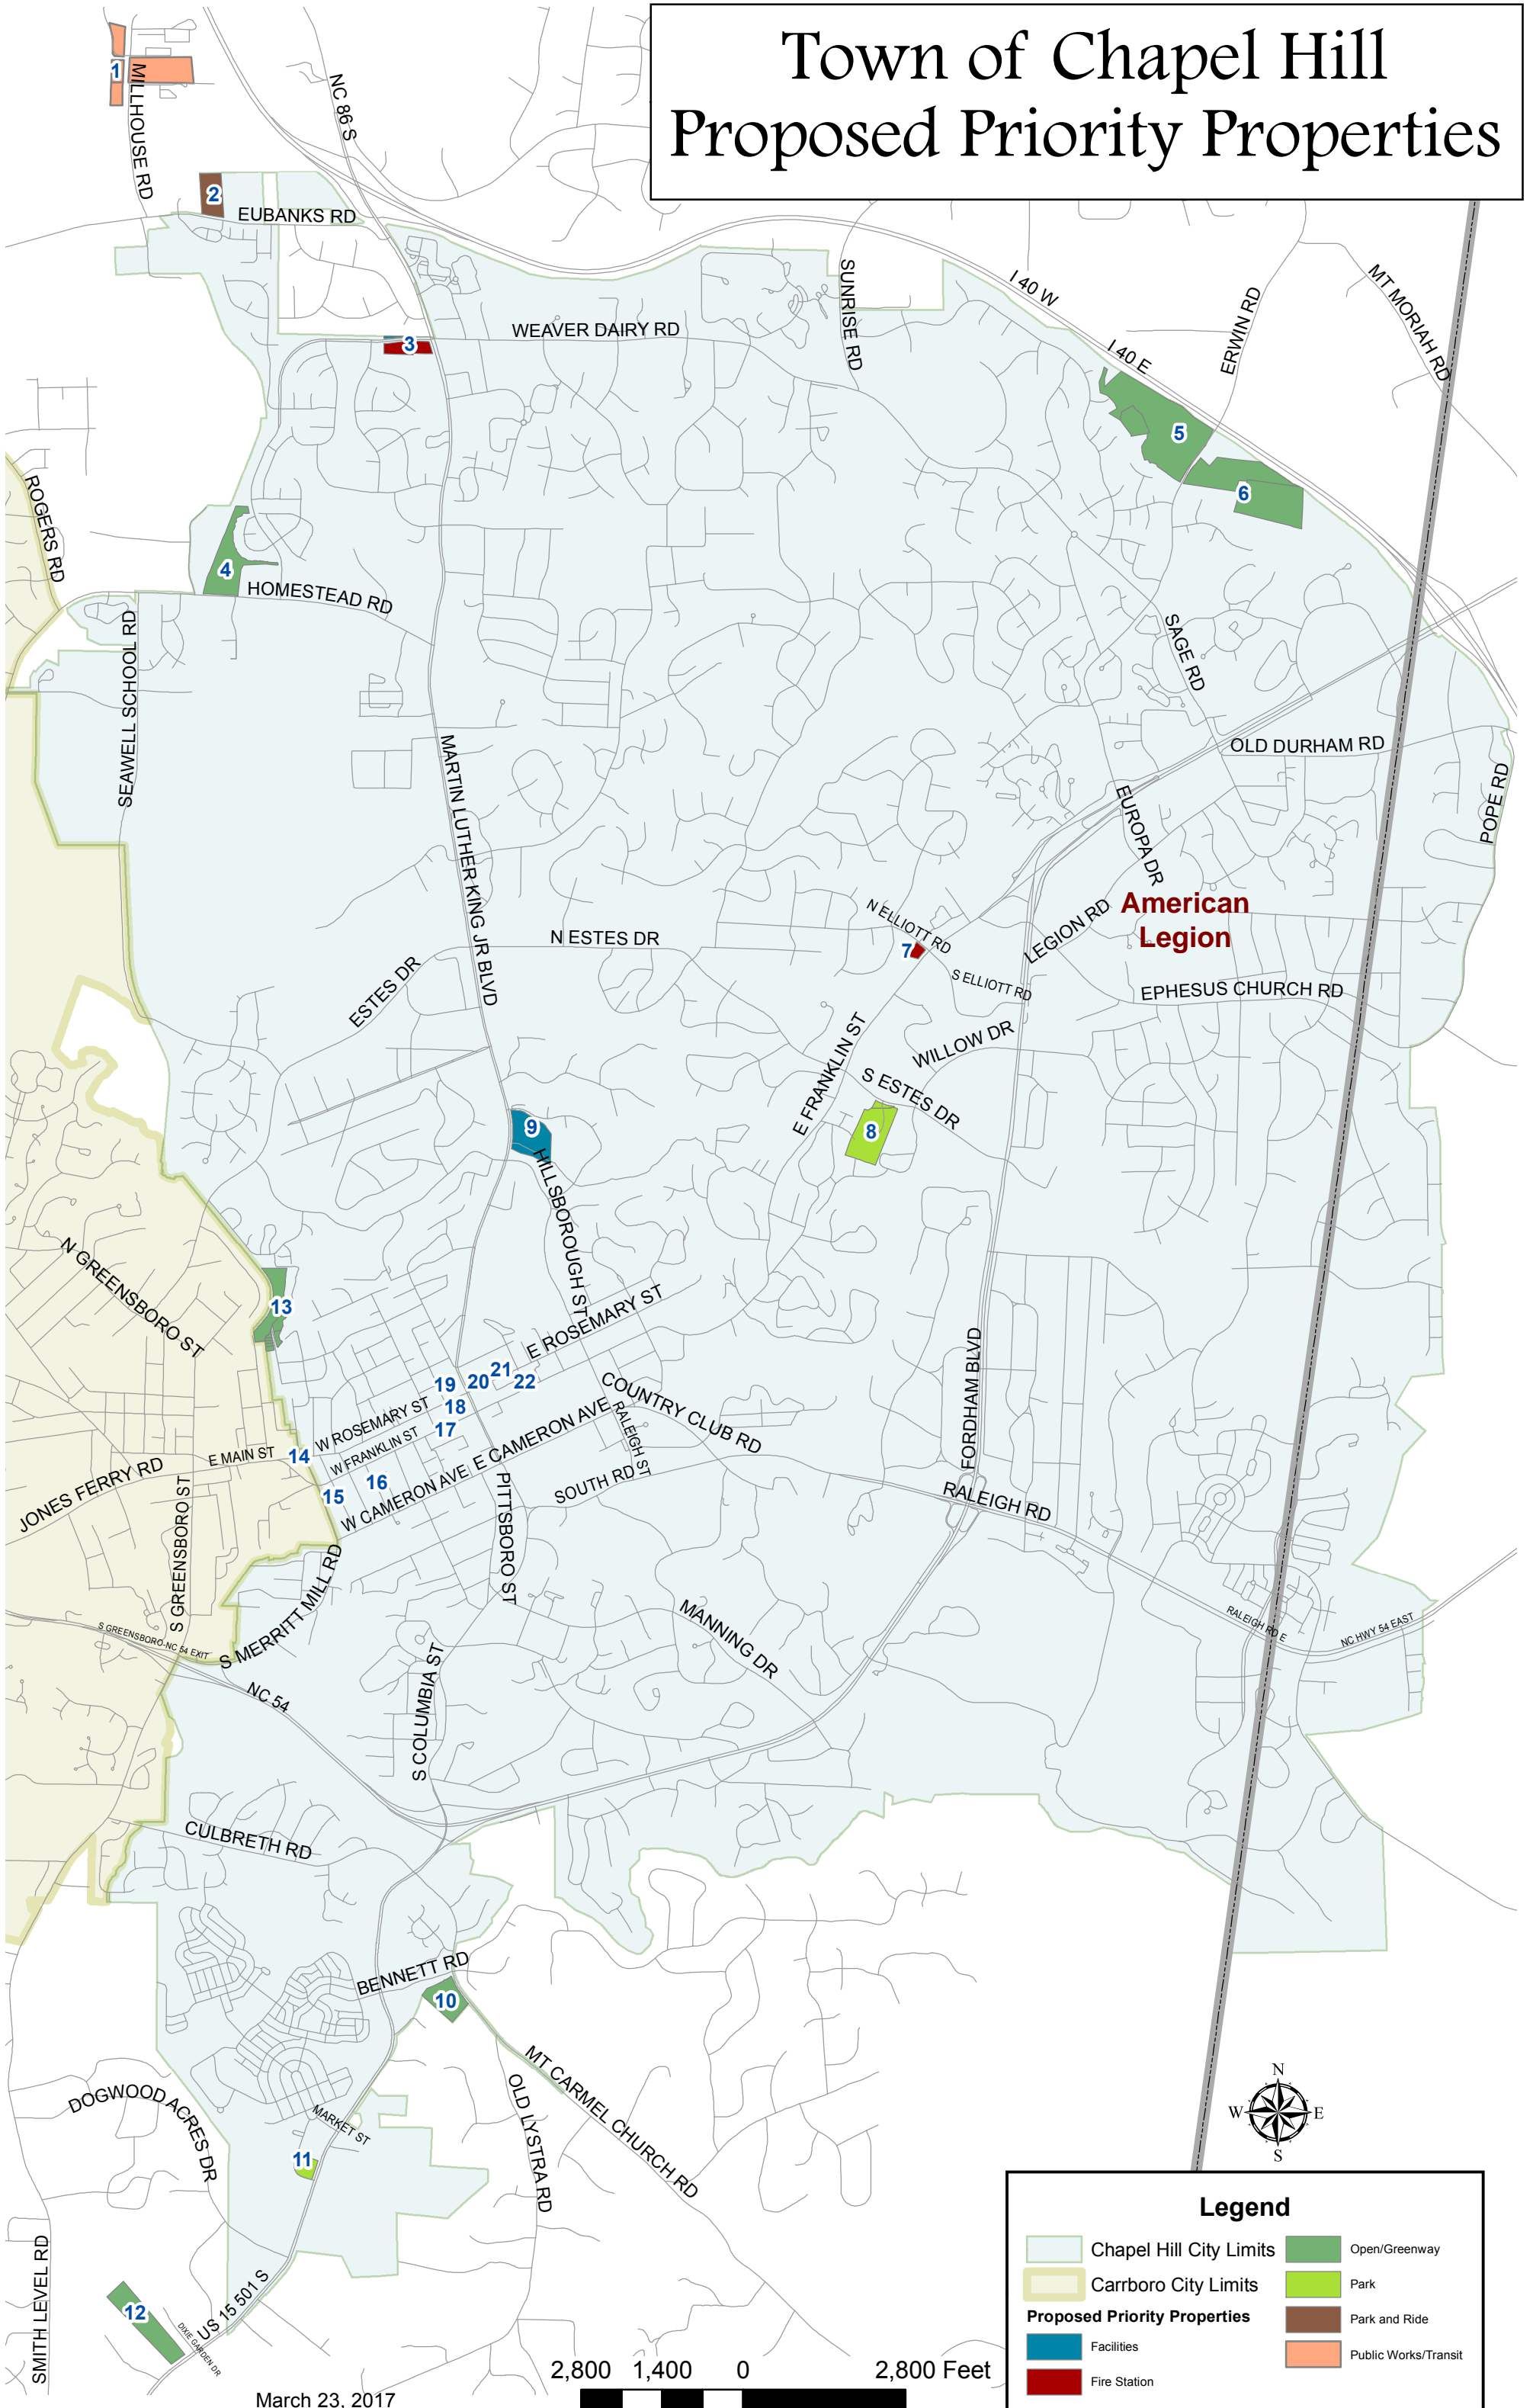 Town of Chapel Hill
Proposed Priority Properties
1
MILLHOUSE RD
NC 86 S
2
EUBANKS RD
SUNRISE RD
I 40 W
MT MORIAH RD
ERWIN RD
WEAVER DAIRY RD
3
I 40 E
5
6
ROGERS RD
4
HOMESTEAD RD
SEAWELL SCHOOL RD
SAGE RD
MARTIN LUTHER KING JR BLVD
OLD DURHAM RD
POPE RD
EUROPA DR
American
Legion
N ELLIOTT RD
LEGION RD
N ESTES DR
7
ESTES DR
S ELLIOTT RD
EPHESUS CHURCH RD
WILLOW DR
E FRANKLIN ST
S ESTES DR
8
9
HILLSBOROUGH ST
N GREENSBORO ST
13
E ROSEMARY ST
21
19
20
22
18
17
COUNTRY CLUB RD
FORDHAM BLVD
W ROSEMARY ST
W FRANKLIN ST
RALEIGH ST
E CAMERON AVE
14
E MAIN ST
16
15
JONES FERRY RD
W CAMERON AVE
SOUTH RD
RALEIGH RD
S GREENSBORO ST
PITTSBORO ST
S MERRITT MILL RD
S GREENSBORO-NC 54 EXIT
MANNING DR
RALEIGH RD E
NC HWY 54 EAST
NC 54
S COLUMBIA ST
CULBRETH RD
BENNETT RD
10
MT CARMEL CHURCH RD
OLD LYSTRA RD
DOGWOOD ACRES DR
MARKET ST
11
N
W
E
S
SMITH LEVEL RD
12
US 15 501 S
DIXIE GARDEN DR
Legend
Chapel Hill City Limits
Carrboro City Limits
Proposed Priority Properties
Facilities
Fire Station
Open/Greenway
Park
Park and Ride
Public Works/Transit
2,800 1,400 0 2,800 Feet
March 23, 2017